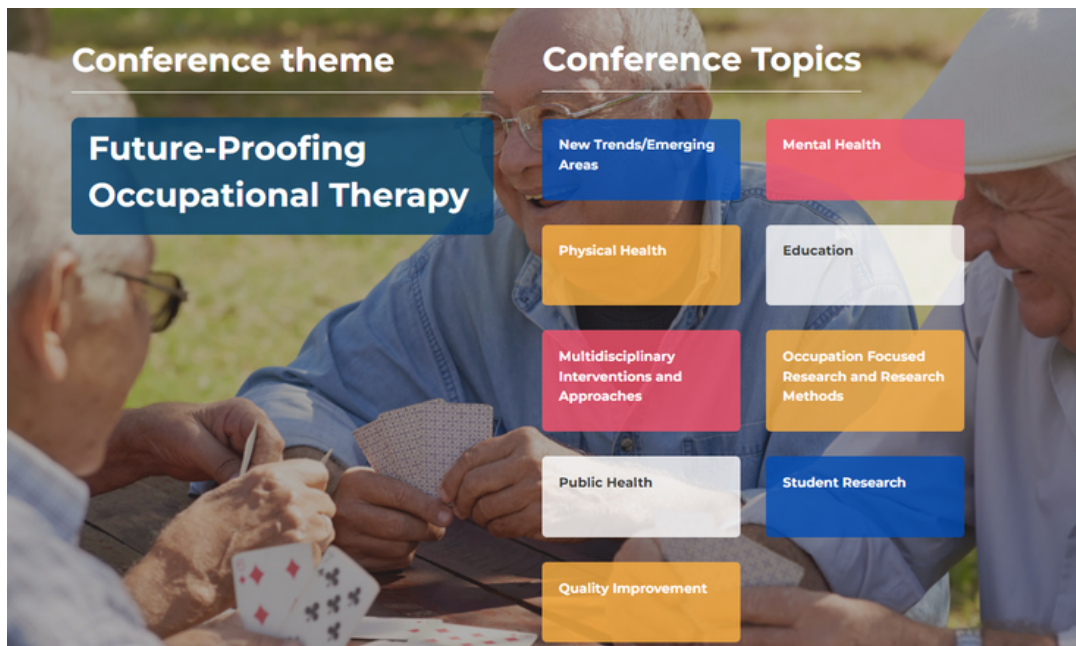 Conference theme
Future-Proofing
Occupational Therapy
Conference Topics
New Trends/Emerging
Areas
Mental Health
Physical Health
Education
Multidisciplinary
Interventions and
Approaches
Occupation Focused
Research and Research
Methods
Public Health
Student Research
Quality Improvement